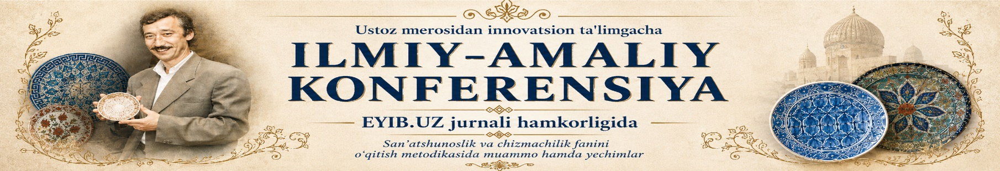 Ustoz mmerosidan innovatsion ta'limgacha
ILMIY-AMALIY
KONFERENSIYA
EYIB.UZ jurnali hamkorligida
San’atshunoslik va chizmachilik fanini
o‘qitish metodikasida muammo hamda yechimlar